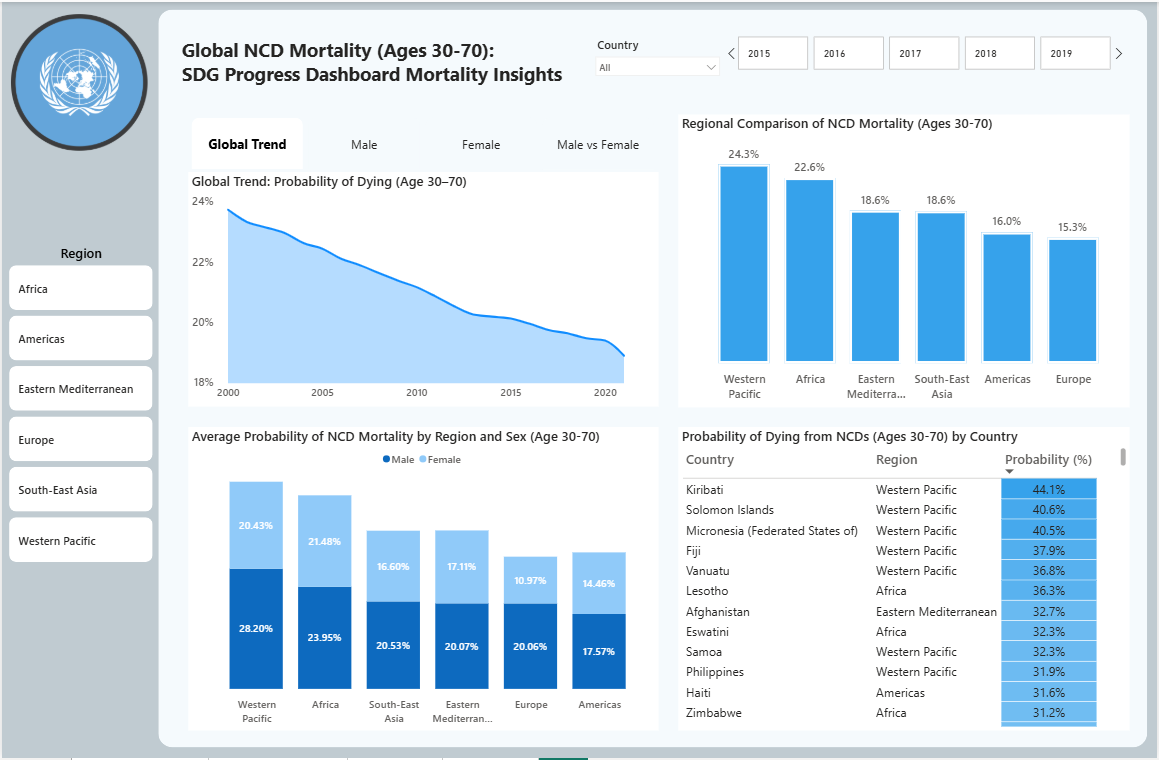 Global NCD Mortality (Ages 30-70):
SDG Progress Dashboard Mortality Insights
Country
All
2015
2016
2017
2018
2019
Region
Africa
Americas
Eastern Mediterranean
Europe
South-East Asia
Western Pacific
Global Trend
Male
Female
Male vs Female
Global Trend: Probability of Dying (Age 30–70)
24%
22%
20%
18%
2000
2005
2010
2015
2020
Regional Comparison of NCD Mortality (Ages 30-70)
24.3%
22.6%
18.6%
18.6%
16.0%
15.3%
Western
Pacific
Africa
Eastern
Mediterra...
South-East
Asia
Americas
Europe
Average Probability of NCD Mortality by Region and Sex (Age 30-70)
Male Female
20.43%
28.20%
21.48%
23.95%
16.60%
20.53%
17.11%
20.07%
10.97%
20.06%
14.46%
17.57%
Western
Pacific
Africa
South-East
Asia
Eastern
Mediterran...
Europe
Americas
Probability of Dying from NCDs (Ages 30-70) by Country
Country Region Probability (%)
Kiribati Western Pacific 44.1%
Solomon Islands Western Pacific 40.6%
Micronesia (Federated States of) Western Pacific 40.5%
Fiji Western Pacific 37.9%
Vanuatu Western Pacific 36.8%
Lesotho Africa 36.3%
Afghanistan Eastern Mediterranean 32.7%
Eswatini Africa 32.3%
Samoa Western Pacific 32.3%
Philippines Western Pacific 31.9%
Haiti Americas 31.6%
Zimbabwe Africa 31.2%